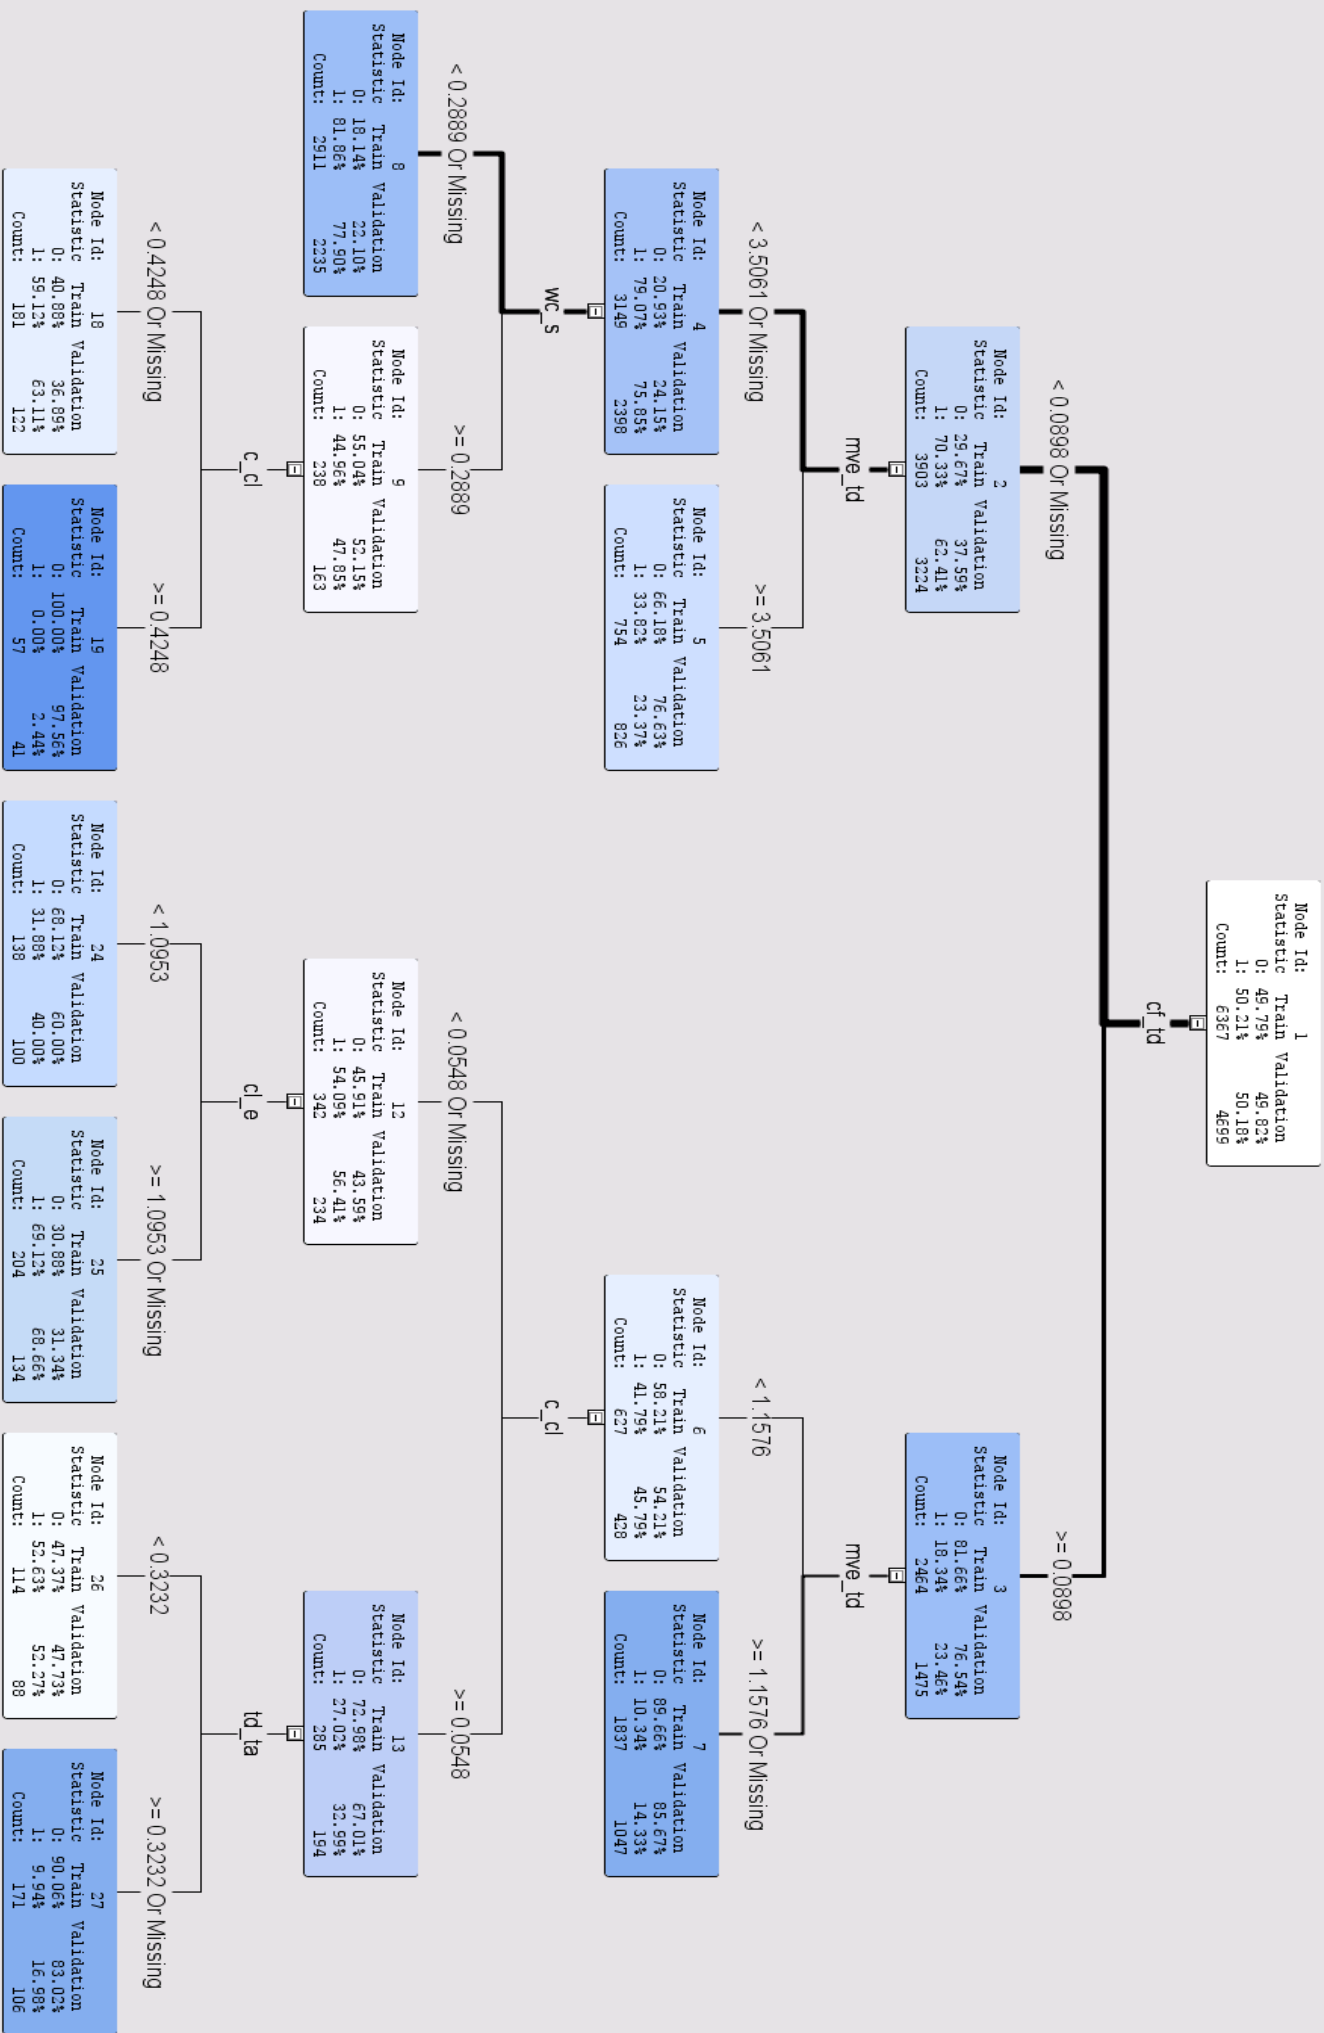 Node Id: 1
Statistic Train Validation
0: 49.79% 49.82%
1: 50.21% 50.18%
Count: 6367 4699
cf_td
< 0.0898 Or Missing
>= 0.0898
Node Id: 2
Statistic Train Validation
0: 29.67% 37.59%
1: 70.33% 62.41%
Count: 3903 3224
Node Id: 3
Statistic Train Validation
0: 81.66% 76.54%
1: 18.34% 23.46%
Count: 2464 1475
mve_td
mve_td
< 3.5061 Or Missing
>= 3.5061
< 1.1576
>= 1.1576 Or Missing
Node Id: 4
Statistic Train Validation
0: 20.93% 24.15%
1: 79.07% 75.85%
Count: 3149 2398
Node Id: 5
Statistic Train Validation
0: 66.18% 76.63%
1: 33.82% 23.37%
Count: 754 826
Node Id: 6
Statistic Train Validation
0: 58.21% 54.21%
1: 41.79% 45.79%
Count: 627 428
Node Id: 7
Statistic Train Validation
0: 89.66% 85.67%
1: 10.34% 14.33%
Count: 1837 1047
wc_s
c_cl
< 0.2889 Or Missing
>= 0.2889
< 0.0548 Or Missing
>= 0.0548
Node Id: 8
Statistic Train Validation
0: 18.14% 22.10%
1: 81.86% 77.90%
Count: 2911 2235
Node Id: 9
Statistic Train Validation
0: 55.04% 52.15%
1: 44.96% 47.85%
Count: 238 163
Node Id: 12
Statistic Train Validation
0: 45.91% 43.59%
1: 54.09% 56.41%
Count: 342 234
Node Id: 13
Statistic Train Validation
0: 72.98% 67.01%
1: 27.02% 32.99%
Count: 285 194
c_cl
cl_e
td_ta
< 0.4248 Or Missing
>= 0.4248
< 1.0953
>= 1.0953 Or Missing
< 0.3232
>= 0.3232 Or Missing
Node Id: 18
Statistic Train Validation
0: 40.88% 36.89%
1: 59.12% 63.11%
Count: 181 122
Node Id: 19
Statistic Train Validation
0: 100.00% 97.56%
1: 0.00% 2.44%
Count: 57 41
Node Id: 24
Statistic Train Validation
0: 68.12% 60.00%
1: 31.88% 40.00%
Count: 138 100
Node Id: 25
Statistic Train Validation
0: 30.88% 31.34%
1: 69.12% 68.66%
Count: 204 134
Node Id: 26
Statistic Train Validation
0: 47.37% 47.73%
1: 52.63% 52.27%
Count: 114 88
Node Id: 27
Statistic Train Validation
0: 90.06% 83.02%
1: 9.94% 16.98%
Count: 171 106